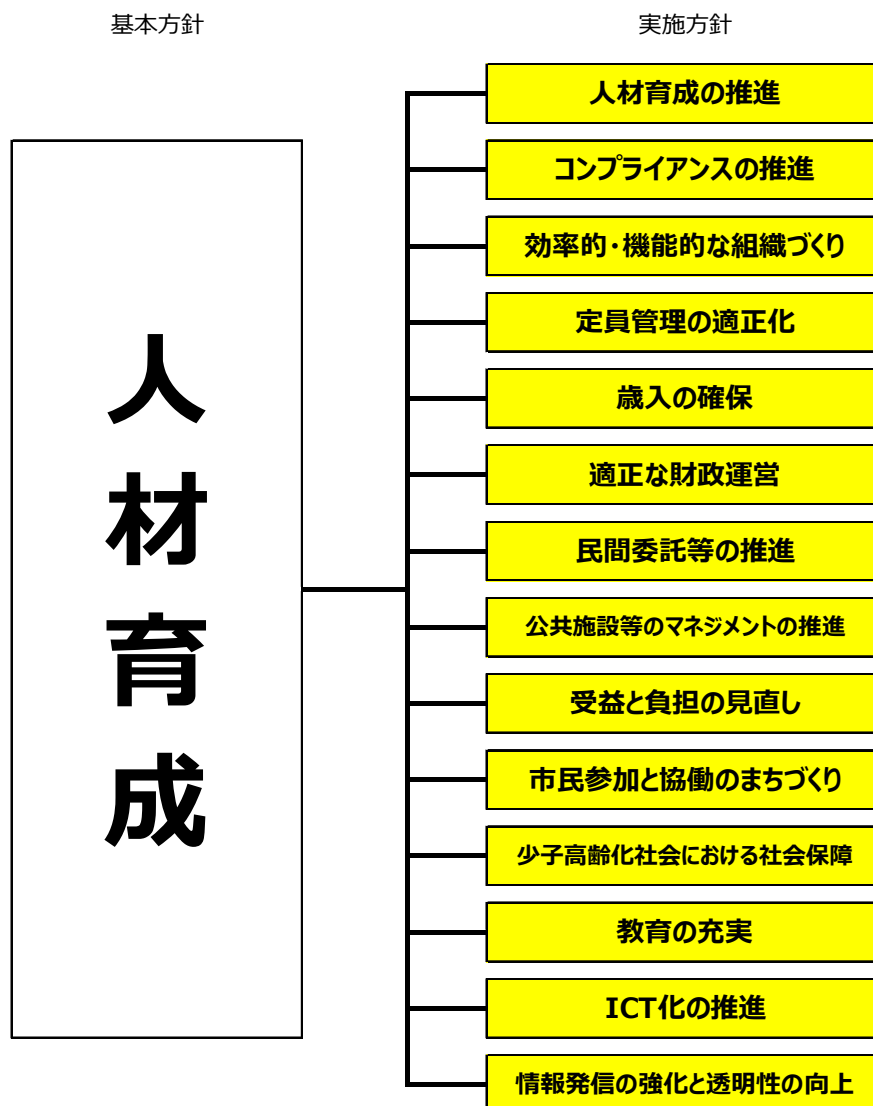 基本方針
実施方針
人材育成
人材育成の推進
コンプライアンスの推進
効率的・機能的な組織づくり
定員管理の適正化
歳入の確保
適正な財政運営
民間委託等の推進
公共施設等のマネジメントの推進
受益と負担の見直し
市民参加と協働のまちづくり
少子高齢化社会における社会保障
教育の充実
ICT化の推進
情報発信の強化と透明性の向上